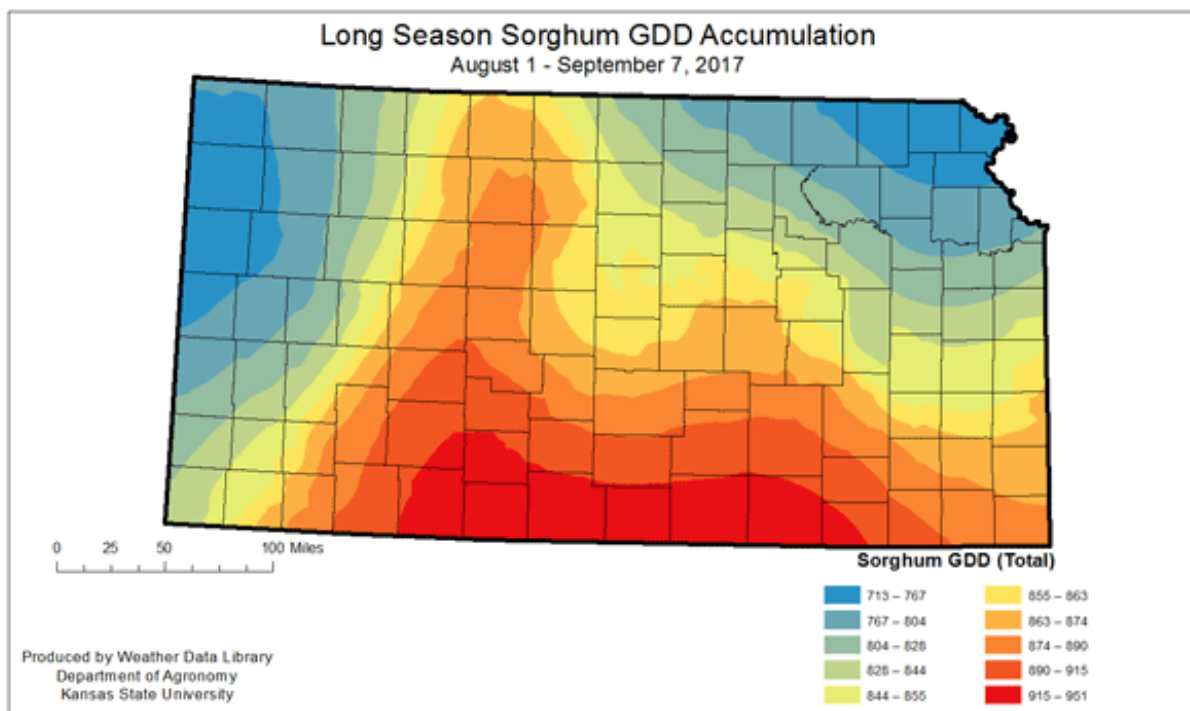 Long Season Sorghum GDD Accumulation
August 1 - September 7, 2017
0 25 50 100 Miles
Sorghum GDD (Total)
713 – 767
767 – 804
804 – 828
828 – 844
844 – 855
855 – 863
863 – 874
874 – 890
890 – 915
915 – 951
Produced by Weather Data Library
Department of Agronomy
Kansas State University